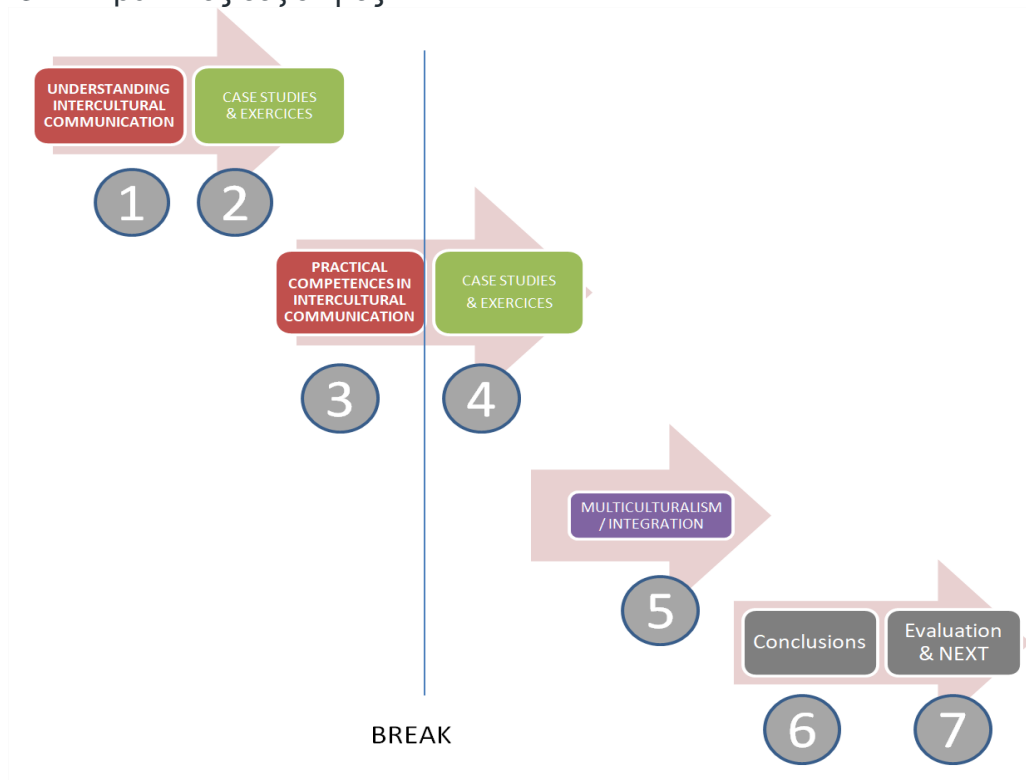 UNDERSTANDING
INTERCULTURAL
COMMUNICATION
CASE STUDIES
& EXERCICES
1
2
PRACTICAL
COMPETENCES IN
INTERCULTURAL
COMMUNICATION
CASE STUDIES
& EXERCICES
3
4
MULTICULTURALISM
/ INTEGRATION
5
Conclusions
Evaluation
& NEXT
6
7
BREAK